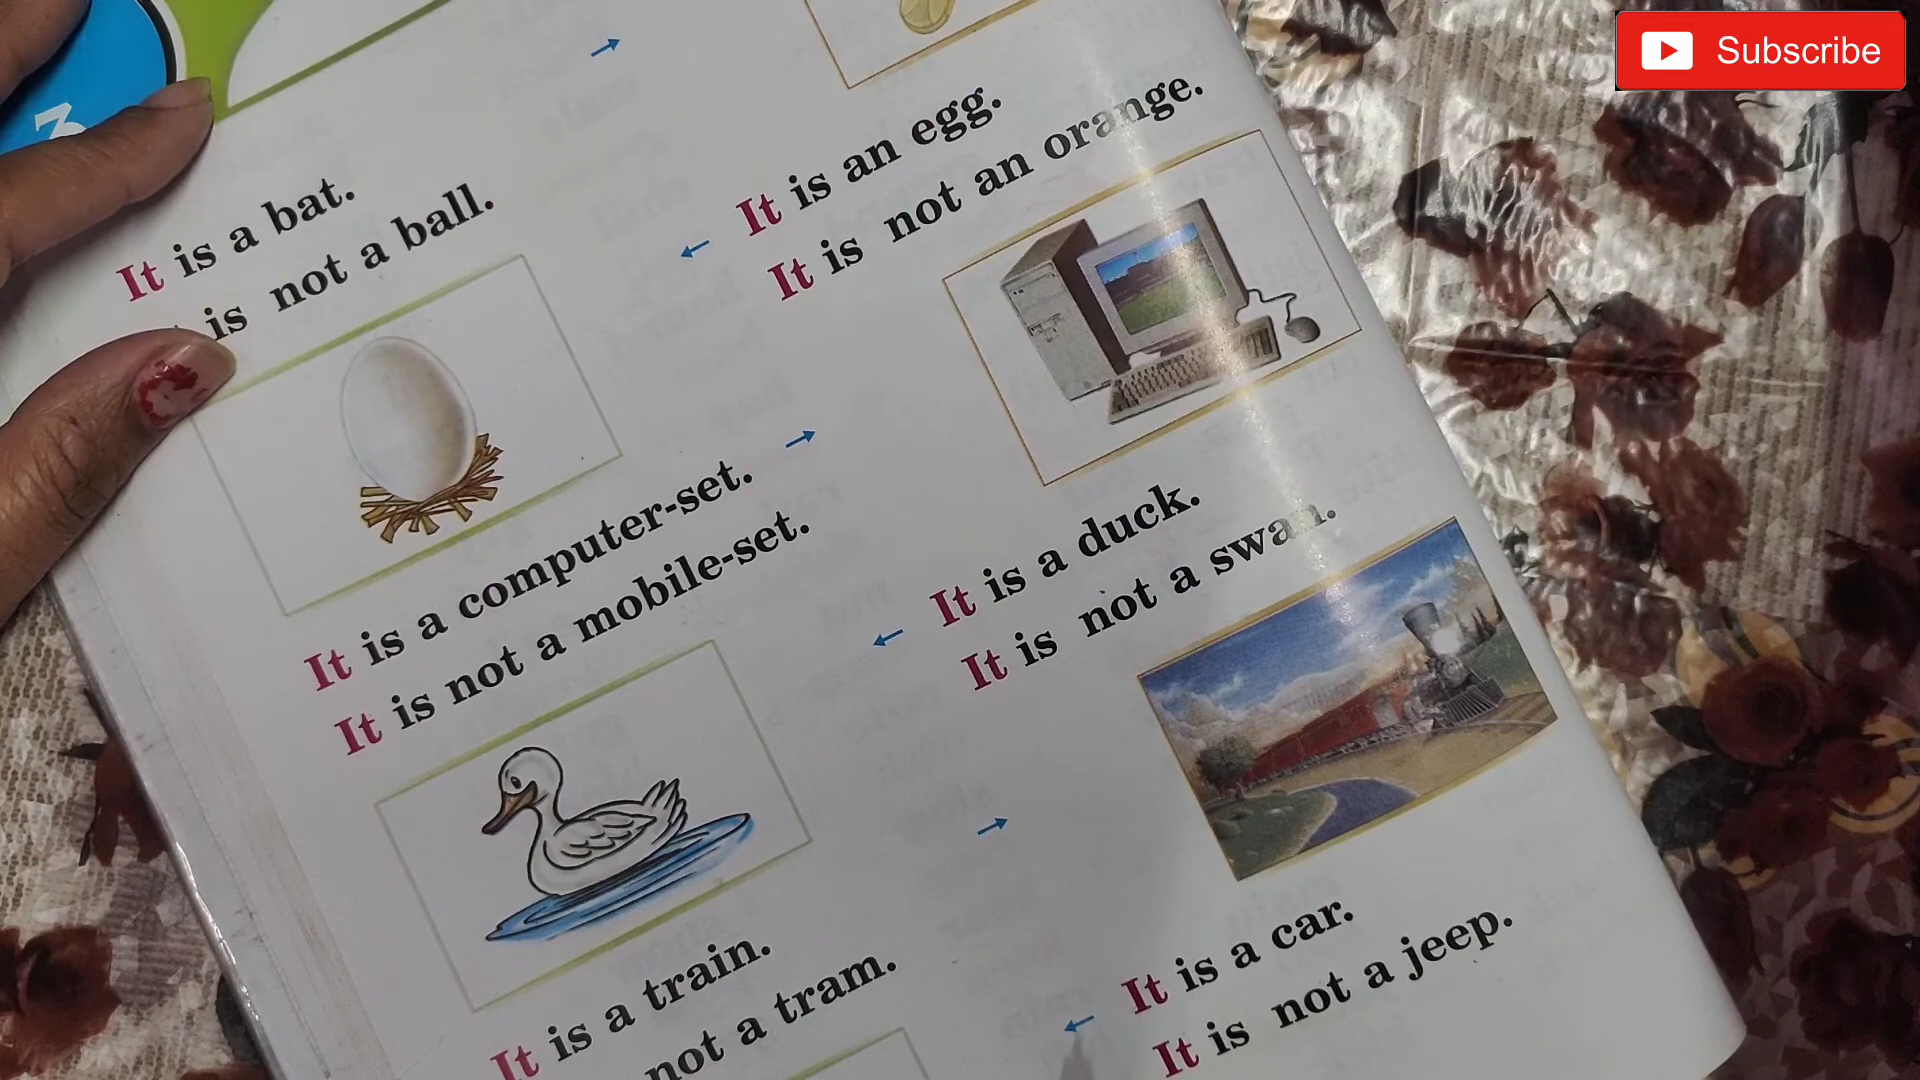 Subscribe
3
It is a bat.
is not a ball.
It is an egg.
It is not an orange.
It is a computer-set.
It is not a mobile-set.
It is a duck.
It is not a swan.
It is a train.
not a tram.
It is a car.
It is not a jeep.